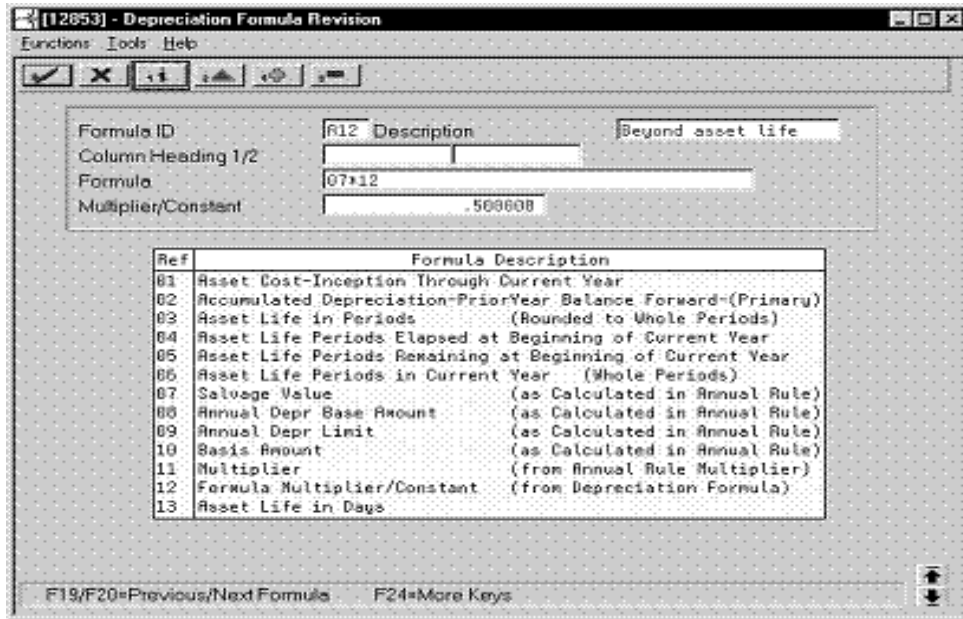 [12853] - Depreciation Formula Revision
Functions Tools Help
Formula ID R12 Description Beyond asset life
Column Heading 1/2
Formula 07*12
Multiplier/Constant
Ref Formula Description
01 Asset Cost-Inception Through Current Year
02 Accumulated Depreciation-PriorYear Balance Forward-(Primary)
03 Asset Life in Periods (Rounded to Whole Periods)
04 Asset Life Periods Elapsed at Beginning of Current Year
05 Asset Life Periods Remaining at Beginning of Current Year
06 Asset Life Periods in Current Year (Whole Periods)
07 Salvage Value (as Calculated in Annual Rule)
08 Annual Depr Base Amount (as Calculated in Annual Rule)
09 Annual Depr Limit (as Calculated in Annual Rule)
10 Basis Amount (as Calculated in Annual Rule)
11 Multiplier (from Annual Rule Multiplier)
12 Formula Multiplier/Constant (from Depreciation Formula)
13 Asset Life in Days
F19/F20=Previous/Next Formula F24=More Keys